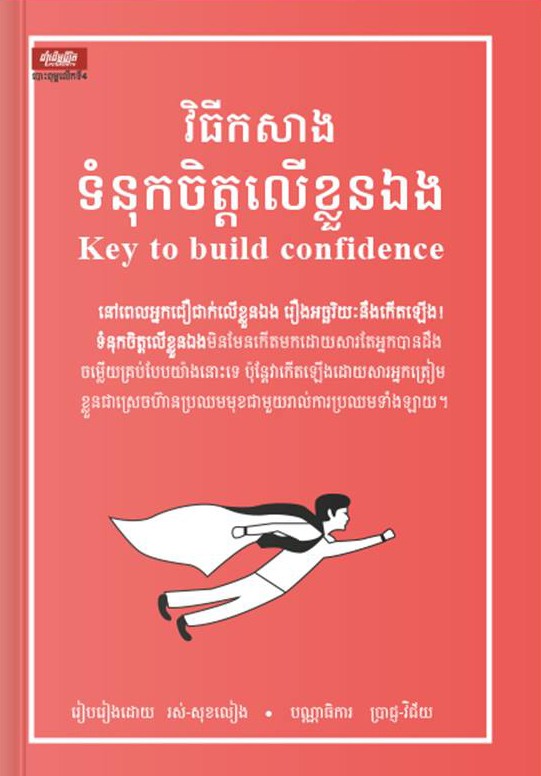 បោះពុម្ពលើកទី4
វិធីកសាង
ទំនុកចិត្តលើខ្លួនឯង
Key to build confidence
នៅពេលអ្នកជឿជាក់លើខ្លួនឯង រឿងអច្ឆរិយៈនឹងកើតឡើង!
ទំនុកចិត្តលើខ្លួនឯងមិនមែនកើតមកដោយសារតែអ្នកបានដឹង
ចម្លើយគ្រប់បែបយ៉ាងនោះទេ ប៉ុន្តែវាកើតឡើងដោយសារអ្នកត្រៀម
ខ្លួនជាស្រេចហ៊ានប្រឈមមុខជាមួយរាល់ការប្រឈមទាំងឡាយ។
រៀបរៀងដោយ រស់-សុខលៀង • បណ្ណាធិការ ប្រាជ្ញ-វិជ័យ